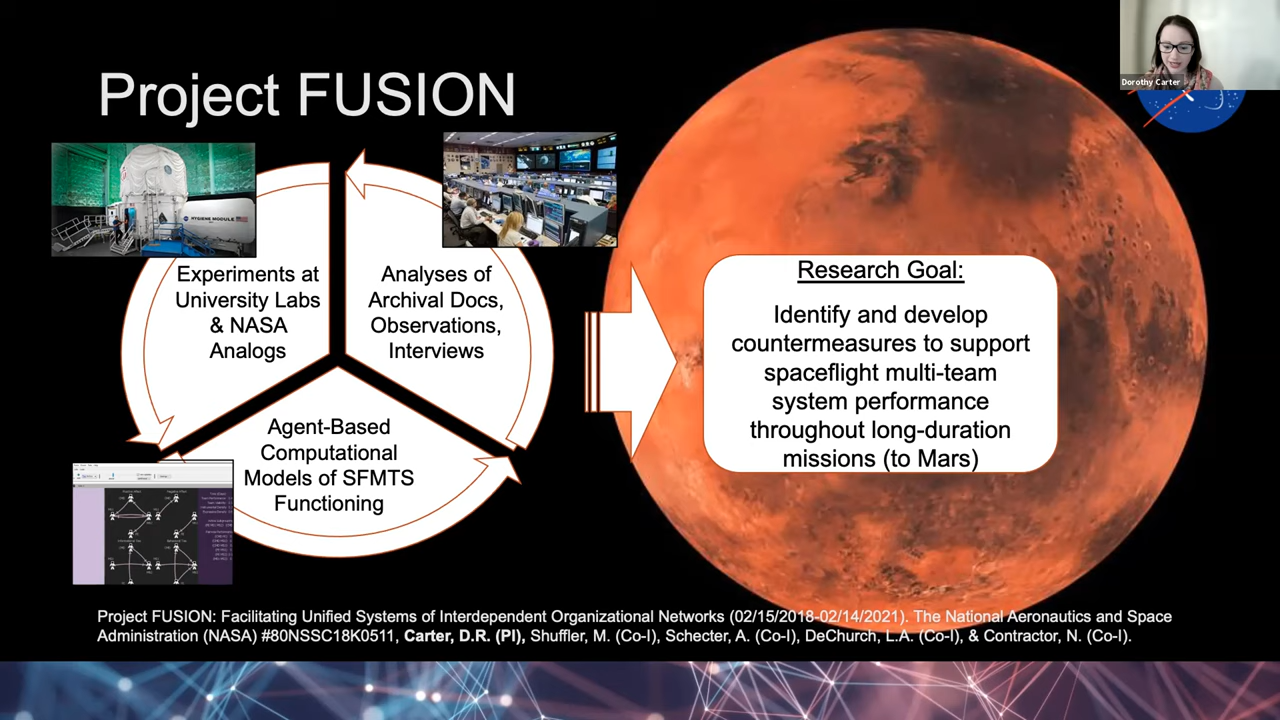 Project FUSION
Dorothy Carter
HYGIENE MODULE
Experiments at
University Labs
& NASA
Analogs
Analyses of
Archival Docs,
Observations,
Interviews
Agent-Based
Computational
Models of SFMTS
Functioning
Research Goal:
Identify and develop
countermeasures to support
spaceflight multi-team
system performance
throughout long-duration
missions (to Mars)
Project FUSION: Facilitating Unified Systems of Interdependent Organizational Networks (02/15/2018-02/14/2021). The National Aeronautics and Space
Administration (NASA) #80NSSC18K0511, Carter, D.R. (PI), Shuffler, M. (Co-I), Schecter, A. (Co-I), DeChurch, L.A. (Co-I), & Contractor, N. (Co-I).